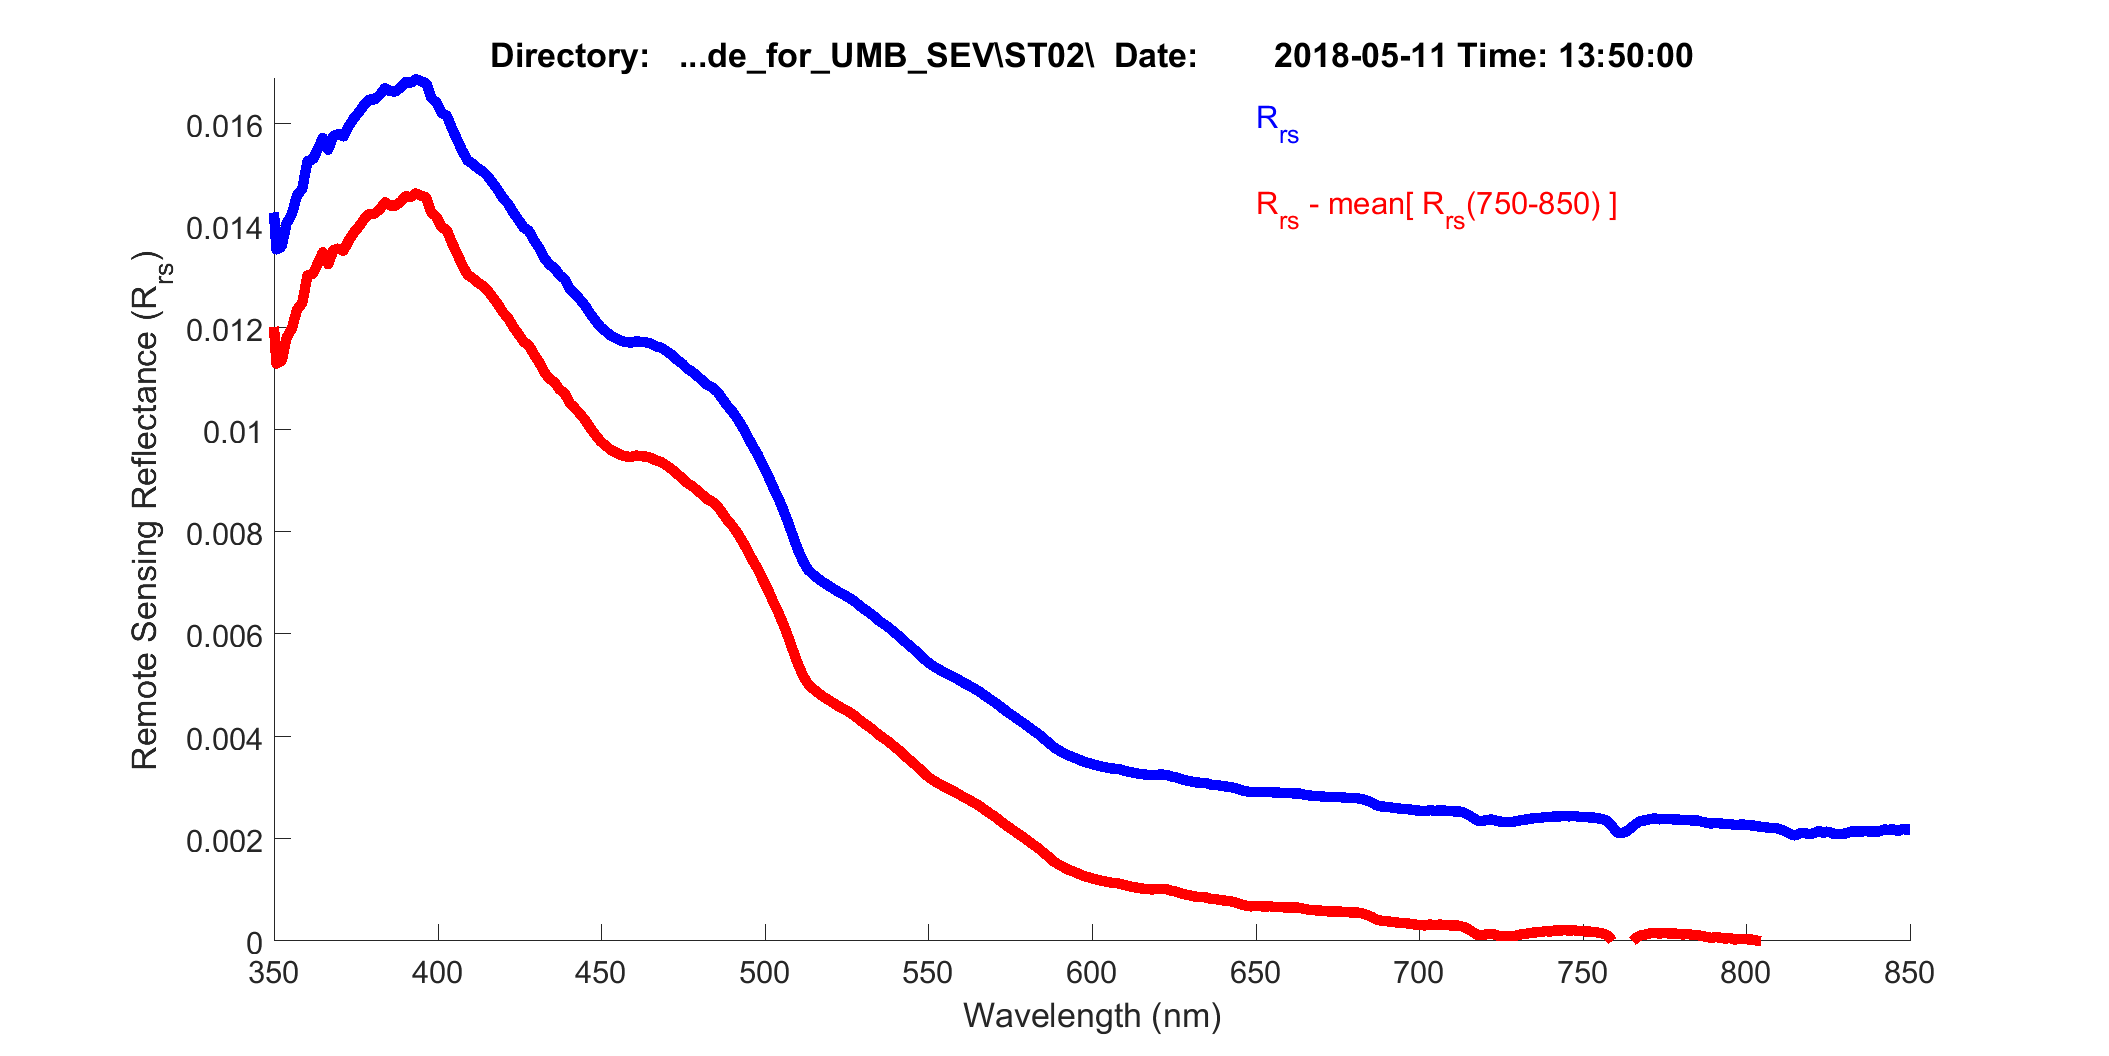 Directory: ...de_for_UMB_SEV\ST02\ Date: 2018-05-11 Time: 13:50:00
Rrs
Rrs - mean[ Rrs(750-850) ]
Remote Sensing Reflectance (Rrs)
0.016
0.014
0.012
0.01
0.008
0.006
0.004
0.002
0
350 400 450 500 550 600 650 700 750 800 850
Wavelength (nm)